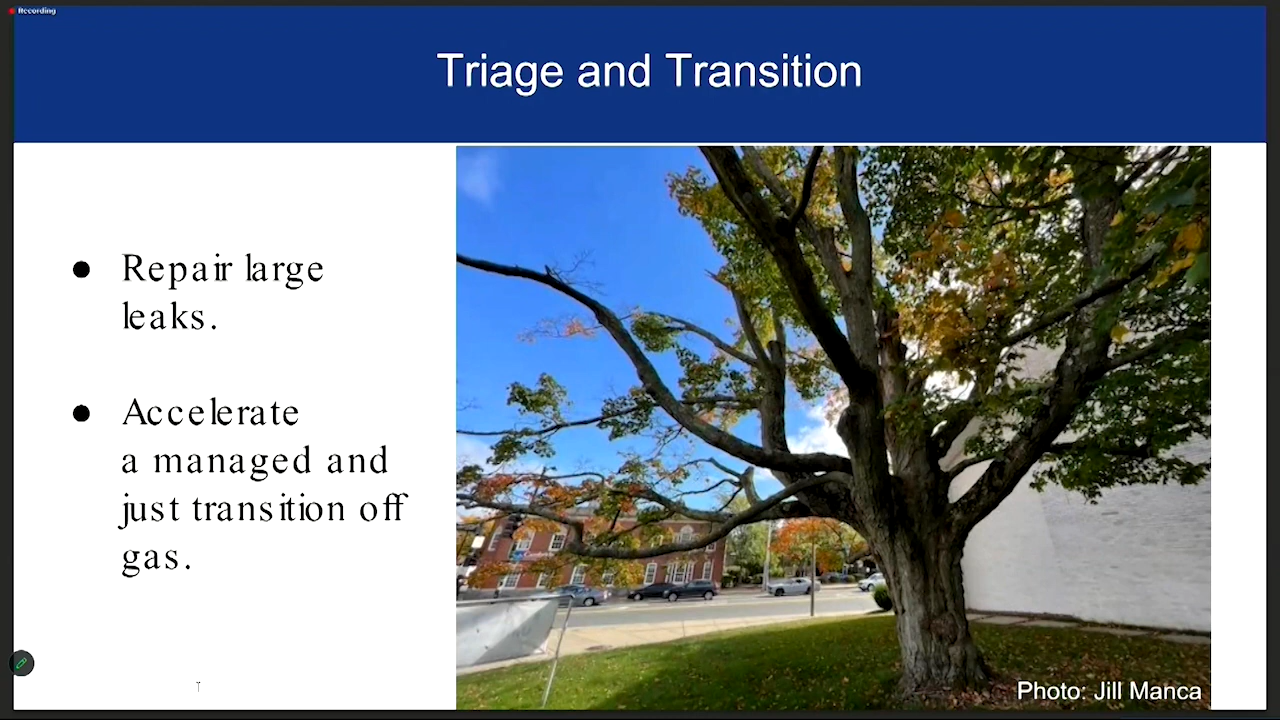 Recording
Triage and Transition
● Repair large
leaks.
● Accelerate
a managed and
just transition off
gas.
Photo: Jill Manca